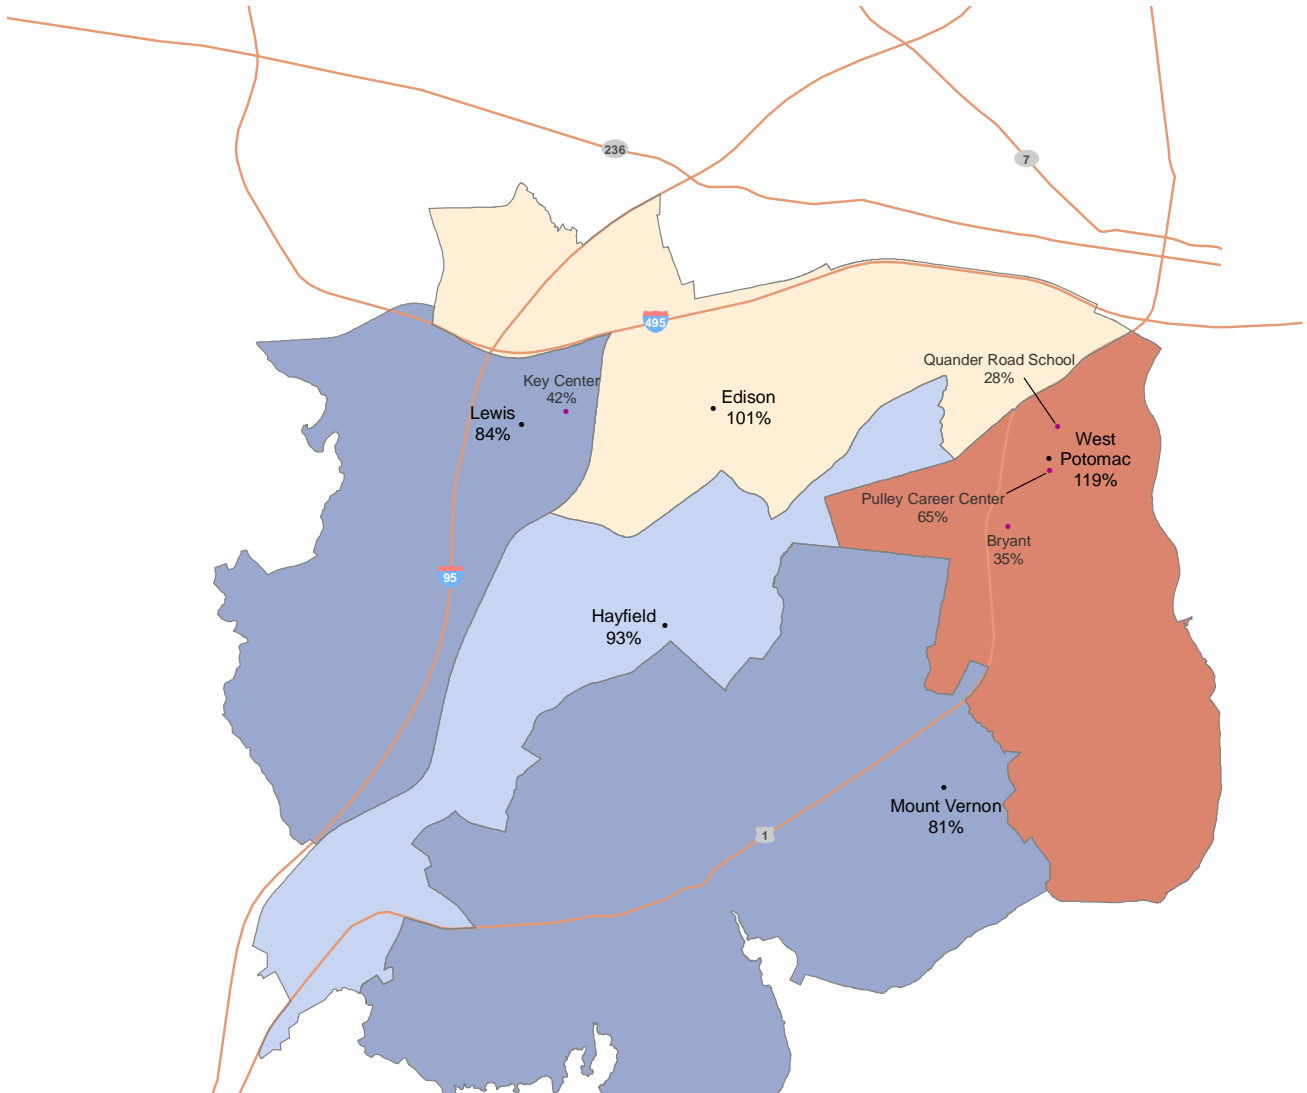 236
7
495
Quander Road School
28%
Key Center
42%
Edison
101%
Lewis
84%
West
Potomac
119%
Pulley Career Center
65%
Bryant
35%
95
Hayfield
93%
Mount Vernon
81%
1